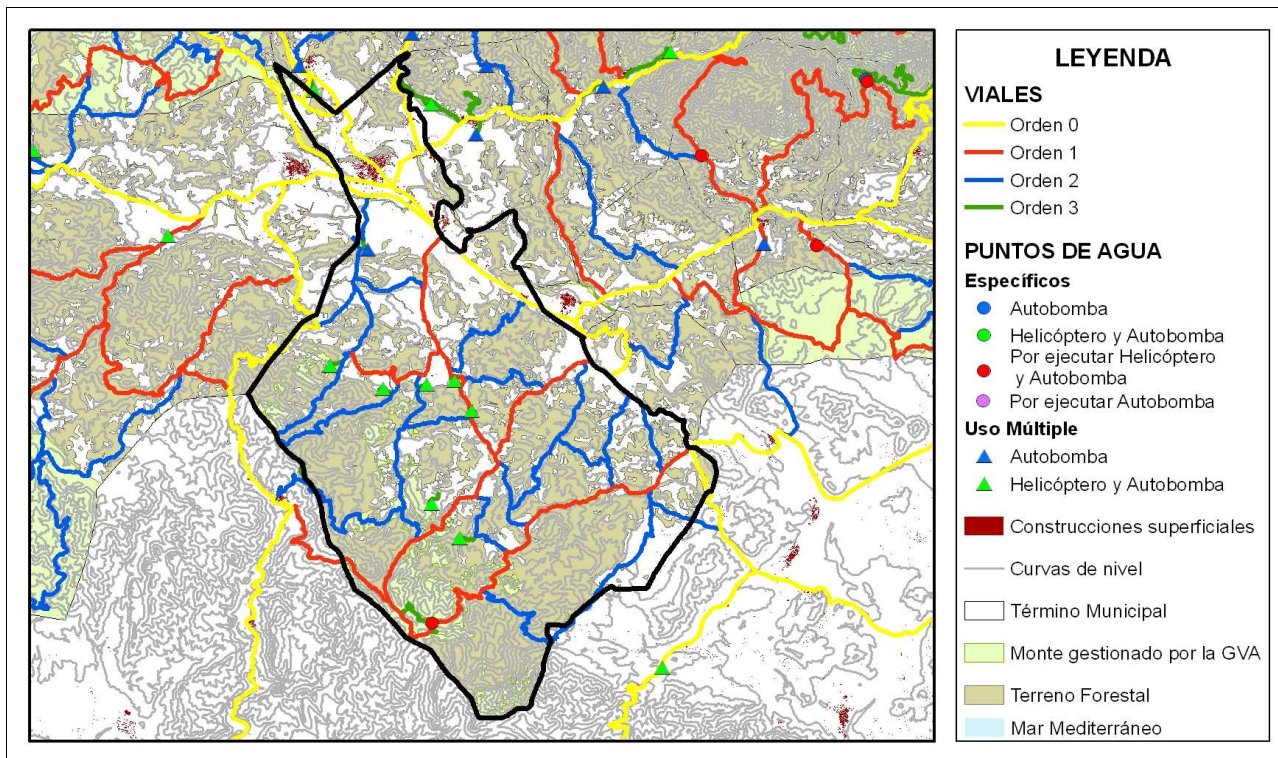 LEYENDA
VIALES
Orden 0
Orden 1
Orden 2
Orden 3
PUNTOS DE AGUA
Específicos
Autobomba
Helicóptero y Autobomba
Por ejecutar Helicóptero
y Autobomba
Por ejecutar Autobomba
Uso Múltiple
Autobomba
Helicóptero y Autobomba
Construcciones superficiales
Curvas de nivel
Término Municipal
Monte gestionado por la GVA
Terreno Forestal
Mar Mediterráneo